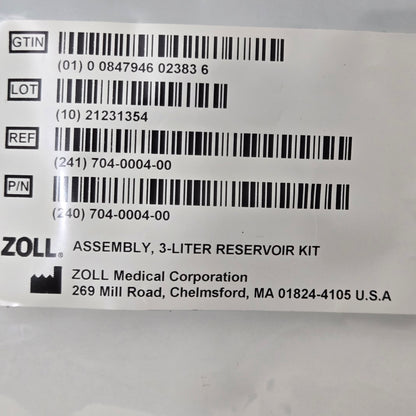 GTIN
(01) 0 0847946 02383 6
LOT
(10) 21231354
REF
(241) 704-0004-00
P/N
(240) 704-0004-00
ZOLL® ASSEMBLY, 3-LITER RESERVOIR KIT
ZOLL Medical Corporation
269 Mill Road, Chelmsford, MA 01824-4105 U.S.A